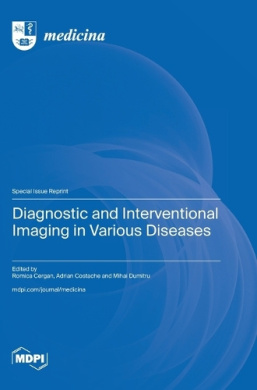 medicina
Special Issue Reprint
Diagnostic and Interventional
Imaging in Various Diseases
Edited by
Romica Cergan, Adrian Costache and Mihai Dumitru
mdpi.com/journal/medicina
MDPI